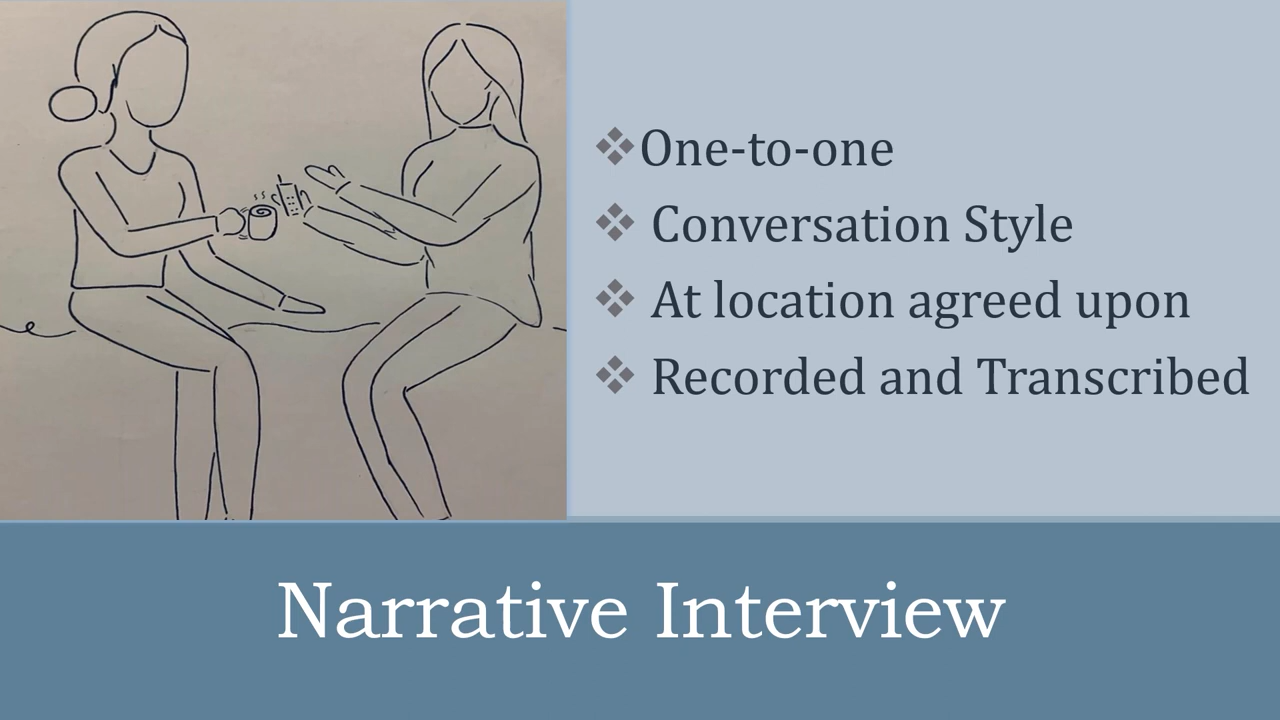 One-to-one
Conversation Style
At location agreed upon
Recorded and Transcribed
Narrative Interview